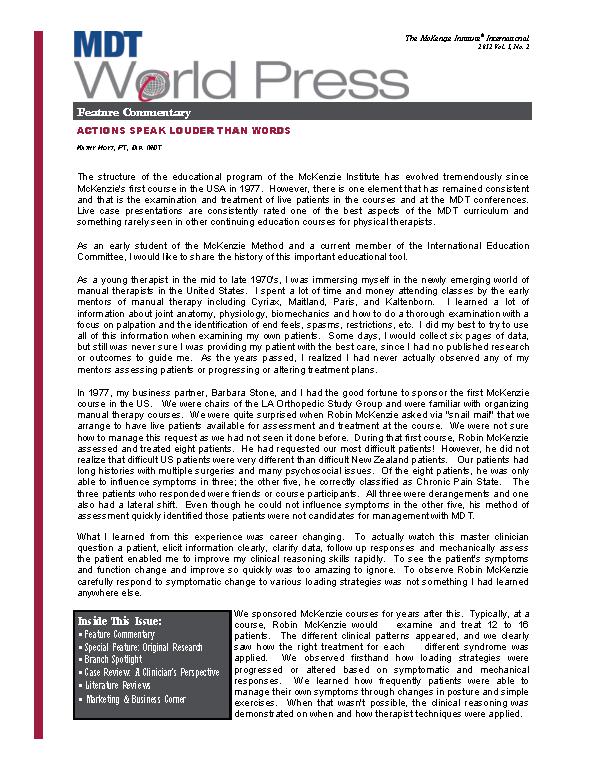 MDT
World Press
The McKenzie Institute® International
2012 Vol. 1, No. 2
Feature Commentary
ACTIONS SPEAK LOUDER THAN WORDS
Kathy Hoyt, PT, Dip. MDT
The structure of the educational program of the McKenzie Institute has evolved tremendously since
McKenzie's first course in the USA in 1977. However, there is one element that has remained consistent
and that is the examination and treatment of live patients in the courses and at the MDT conferences.
Live case presentations are consistently rated one of the best aspects of the MDT curriculum and
something rarely seen in other continuing education courses for physical therapists.
As an early student of the McKenzie Method and a current member of the International Education
Committee, I would like to share the history of this important educational tool.
As a young therapist in the mid to late 1970's, I was immersing myself in the newly emerging world of
manual therapists in the United States. I spent a lot of time and money attending classes by the early
mentors of manual therapy including Cyriax, Maitland, Paris, and Kaltenborn. I learned a lot of
information about joint anatomy, physiology, biomechanics and how to do a thorough examination with a
focus on palpation and the identification of end feels, spasms, restrictions, etc. I did my best to try to use
all of this information when examining my own patients. Some days, I would collect six pages of data,
but still was never sure I was providing my patient with the best care, since I had no published research
or outcomes to guide me. As the years passed, I realized I had never actually observed any of my
mentors assessing patients or progressing or altering treatment plans.
In 1977, my business partner, Barbara Stone, and I had the good fortune to sponsor the first McKenzie
course in the US. We were chairs of the LA Orthopedic Study Group and were familiar with organizing
manual therapy courses. We were quite surprised when Robin McKenzie asked via "snail mail" that we
arrange to have live patients available for assessment and treatment at the course. We were not sure
how to manage this request as we had not seen it done before. During that first course, Robin McKenzie
assessed and treated eight patients. He had requested our most difficult patients! However, he did not
realize that difficult US patients were very different than difficult New Zealand patients. Our patients had
long histories with multiple surgeries and many psychosocial issues. Of the eight patients, he was only
able to influence symptoms in three; the other five, he correctly classified as Chronic Pain State. The
three patients who responded were friends or course participants. All three were derangements and one
also had a lateral shift. Even though he could not influence symptoms in the other five, his method of
assessment quickly identified those patients were not candidates for management with MDT.
What I learned from this experience was career changing. To actually watch this master clinician
question a patient, elicit information clearly, clarify data, follow up responses and mechanically assess
the patient enabled me to improve my clinical reasoning skills rapidly. To see the patient's symptoms
and function change and improve so quickly was too amazing to ignore. To observe Robin McKenzie
carefully respond to symptomatic change to various loading strategies was not something I had learned
anywhere else.
Inside This Issue:
• Feature Commentary
• Special Feature: Original Research
• Branch Spotlight
• Case Review: A Clinician's Perspective
• Literature Reviews
• Marketing & Business Corner
We sponsored McKenzie courses for years after this. Typically, at a
course, Robin McKenzie would examine and treat 12 to 16
patients. The different clinical patterns appeared, and we clearly
saw how the right treatment for each different syndrome was
applied. We observed firsthand how loading strategies were
progressed or altered based on symptomatic and mechanical
responses. We learned how frequently patients were able to
manage their own symptoms through changes in posture and simple
exercises. When that wasn't possible, the clinical reasoning was
demonstrated on when and how therapist techniques were applied.